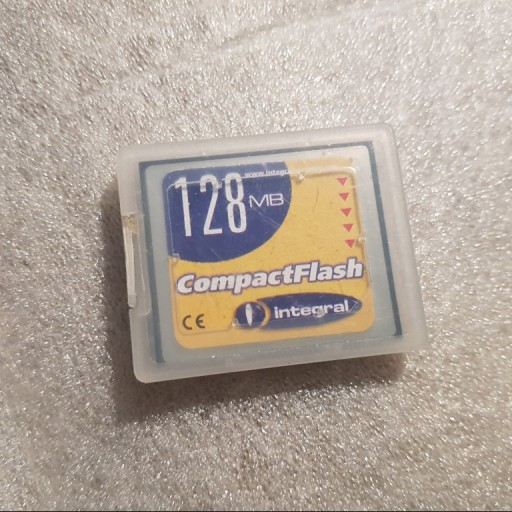 128 MB
CompactFlash
CE
integral